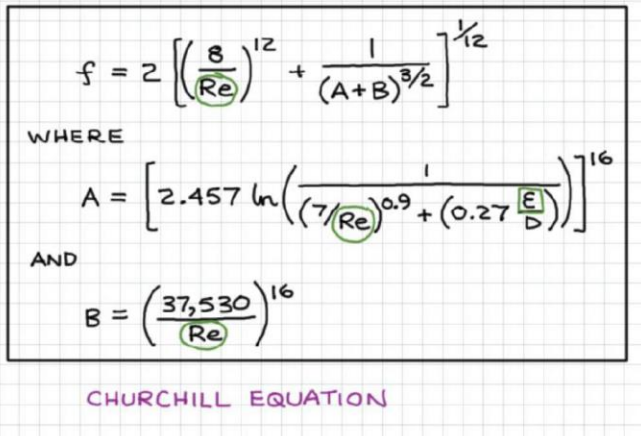 f = 2 [(8/Re)^12 + 1/(A+B)^3/2]^1/12
WHERE
A = [2.457 ln(1/((7/Re)^0.9 + (0.27 ε/D)))]^16
AND
B = (37,530/Re)^16
CHURCHILL EQUATION